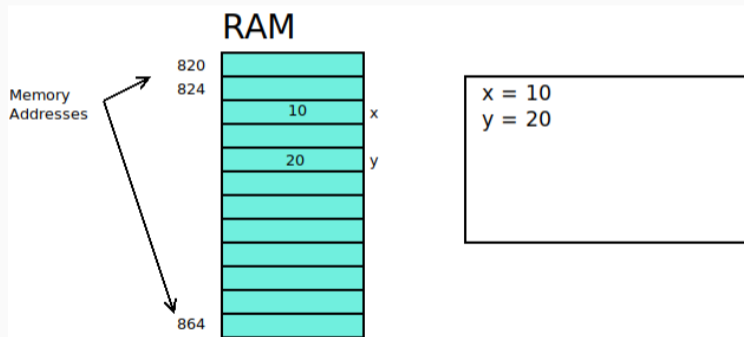 RAM
820
824
Memory
Addresses
10
x
20
y
864
x = 10
y = 20